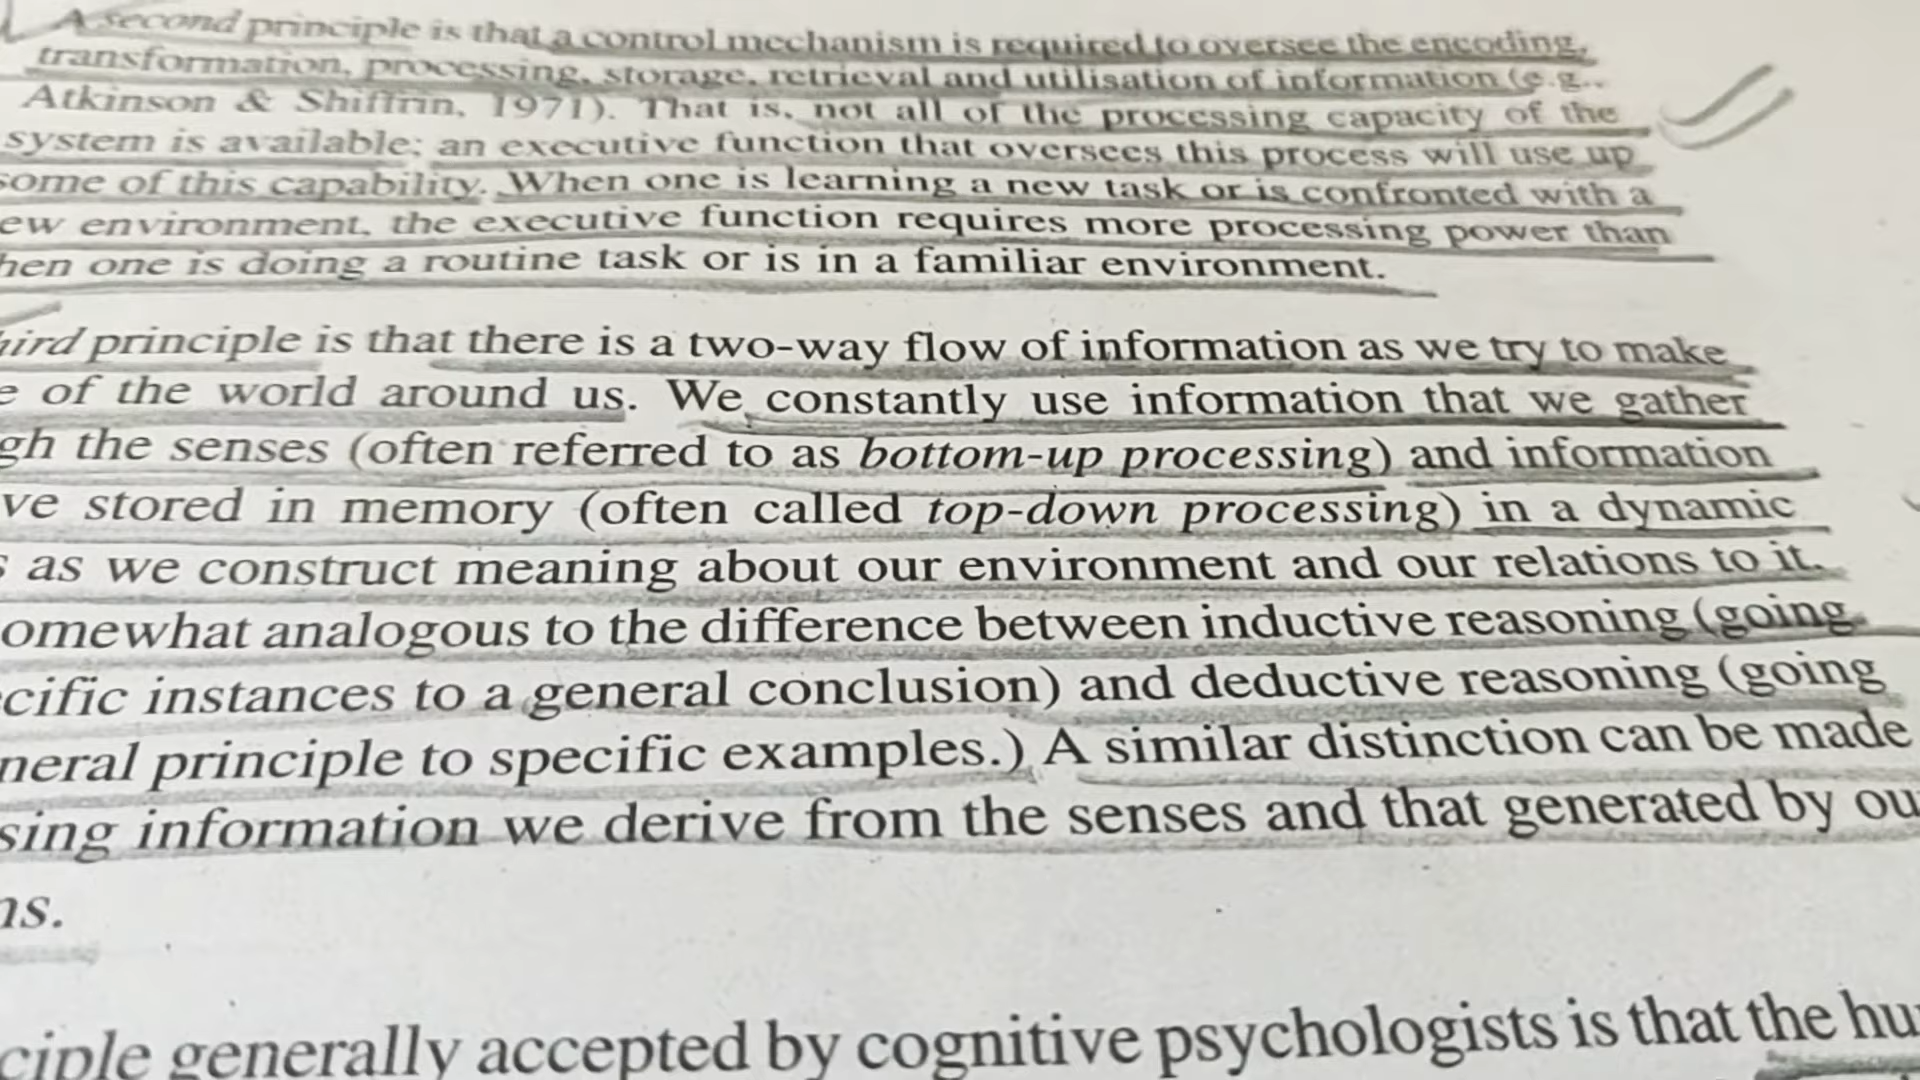 A second principle is that a control mechanism is required to oversee the encoding,
transformation, processing, storage, retrieval and utilisation of information (e.g.,
Atkinson & Shiffrin, 1971). That is, not all of the processing capacity of the
system is available; an executive function that oversees this process will use up
some of this capability. When one is learning a new task or is confronted with a
ew environment, the executive function requires more processing power than
hen one is doing a routine task or is in a familiar environment.
hird principle is that there is a two-way flow of information as we try to make
e of the world around us. We constantly use information that we gather
gh the senses (often referred to as bottom-up processing) and information
ve stored in memory (often called top-down processing) in a dynamic
s as we construct meaning about our environment and our relations to it.
omewhat analogous to the difference between inductive reasoning (going
cific instances to a general conclusion) and deductive reasoning (going
neral principle to specific examples.) A similar distinction can be made
sing information we derive from the senses and that generated by ou
ns.
ciple generally accepted by cognitive psychologists is that the hu